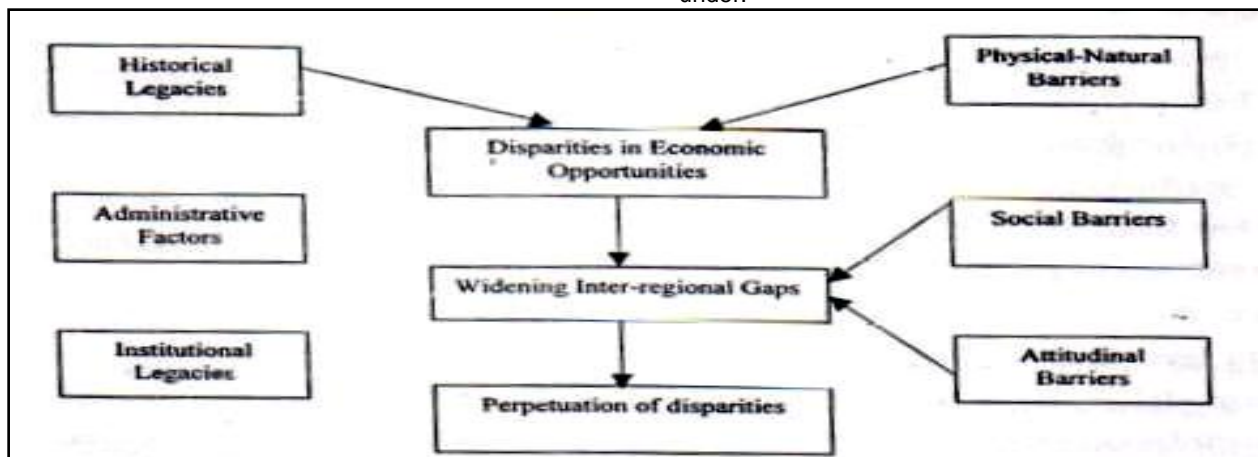 under:
Historical
Legacies
Physical-Natural
Barriers
Disparities in Economic
Opportunities
Administrative
Factors
Social Barriers
Widening Inter-regional Gaps
Institutional
Legacies
Attitudinal
Barriers
Perpetuation of disparities